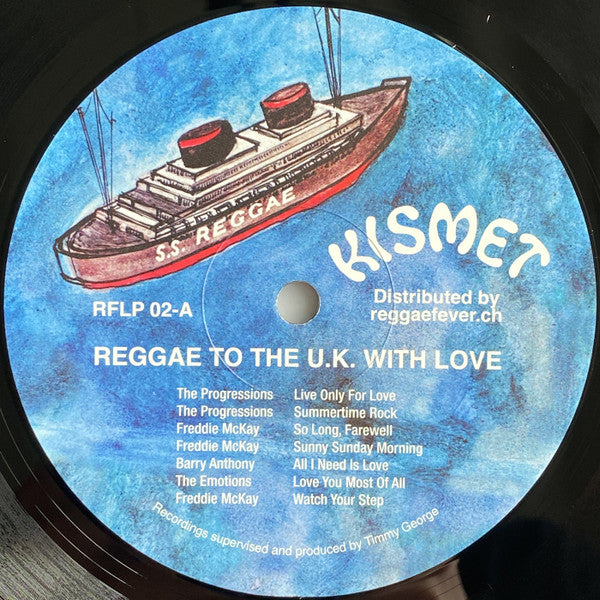 S.S. REGGAE
KISMET
RFLP 02-A
Distributed by
reggaefever.ch
REGGAE TO THE U.K. WITH LOVE
The Progressions Live Only For Love
The Progressions Summertime Rock
Freddie McKay So Long, Farewell
Freddie McKay Sunny Sunday Morning
Barry Anthony All I Need Is Love
The Emotions Love You Most Of All
Freddie McKay Watch Your Step
Recordings supervised and produced by Timmy George